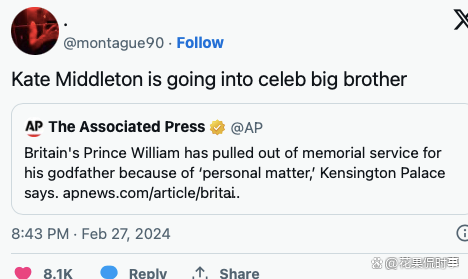 .
@montague90 · Follow
Kate Middleton is going into celeb big brother
AP The Associated Press @AP
Britain's Prince William has pulled out of memorial service for
his godfather because of ‘personal matter,’ Kensington Palace
says. apnews.com/article/britai..
8:43 PM · Feb 27, 2024
8.1K Reply Share